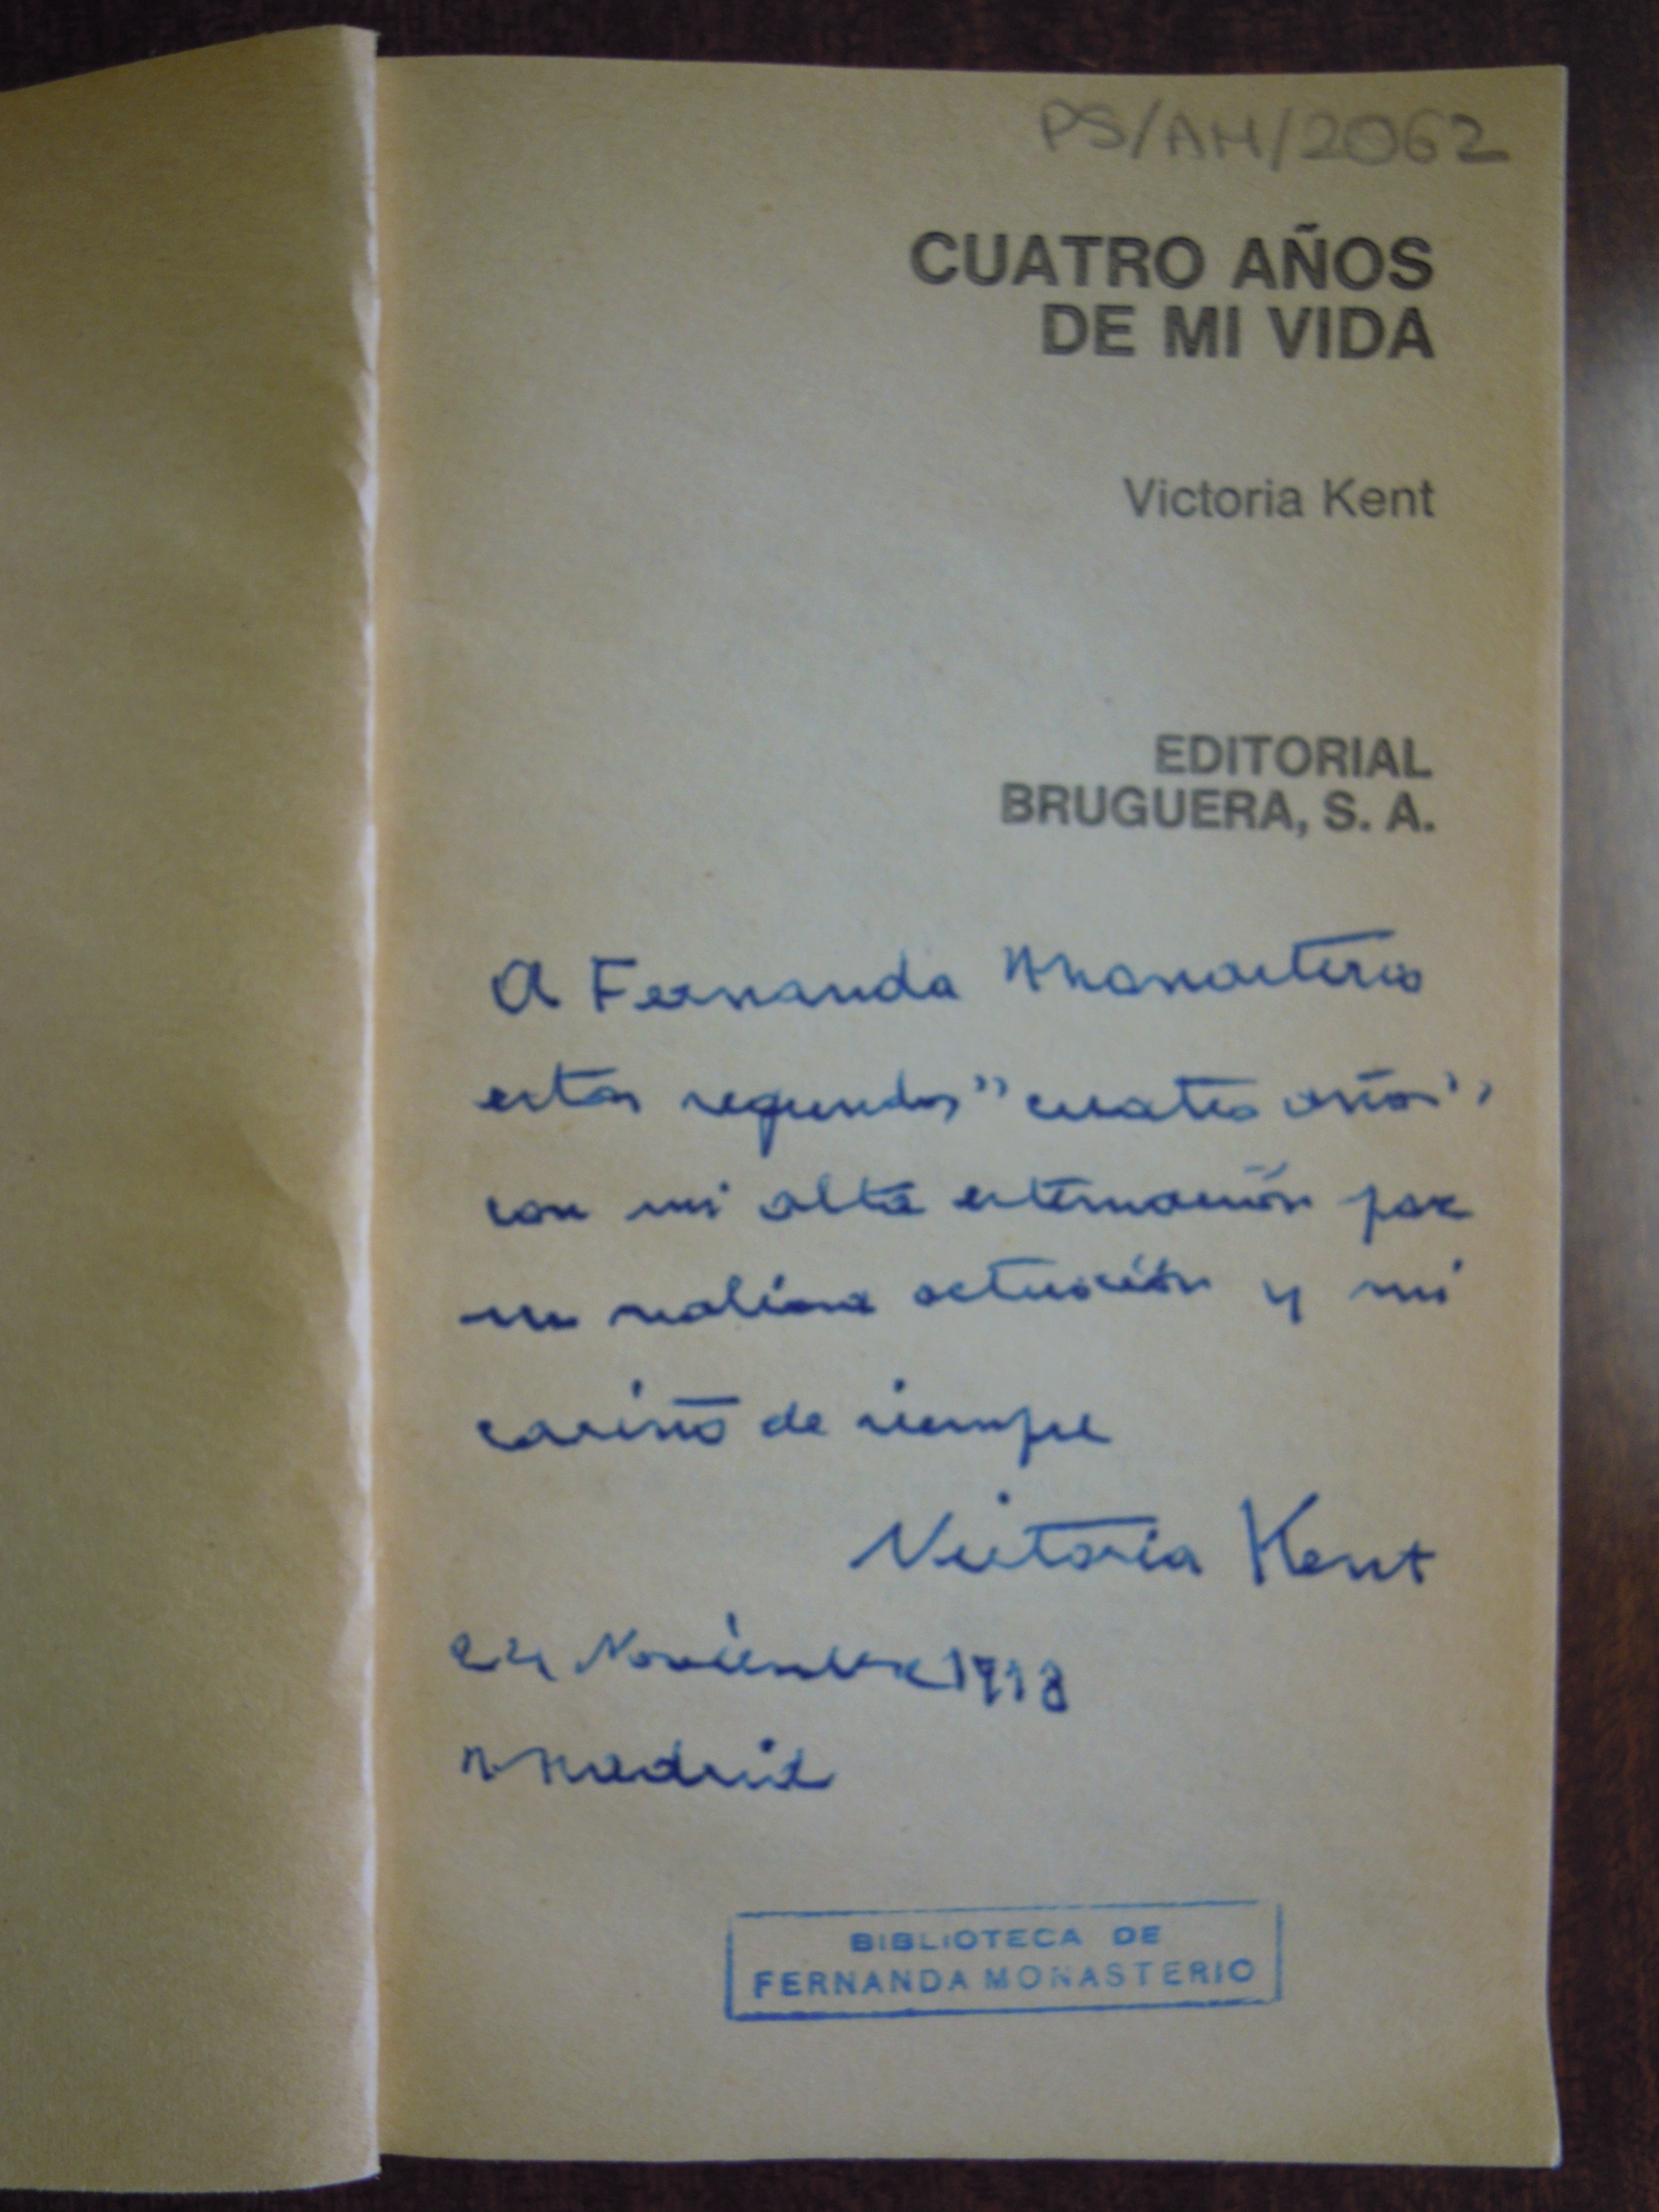 PS/AH/2062
CUATRO AÑOS
DE MI VIDA
Victoria Kent
EDITORIAL
BRUGUERA, S. A.
A Fernanda Monasterio
estos segundos "cuatro años"
con mi alta estimación por
su valiosa actuación y mi
cariño de siempre
Victoria Kent
24 Noviembre 1978
Madrid
BIBLIOTECA DE
FERNANDA MONASTERIO